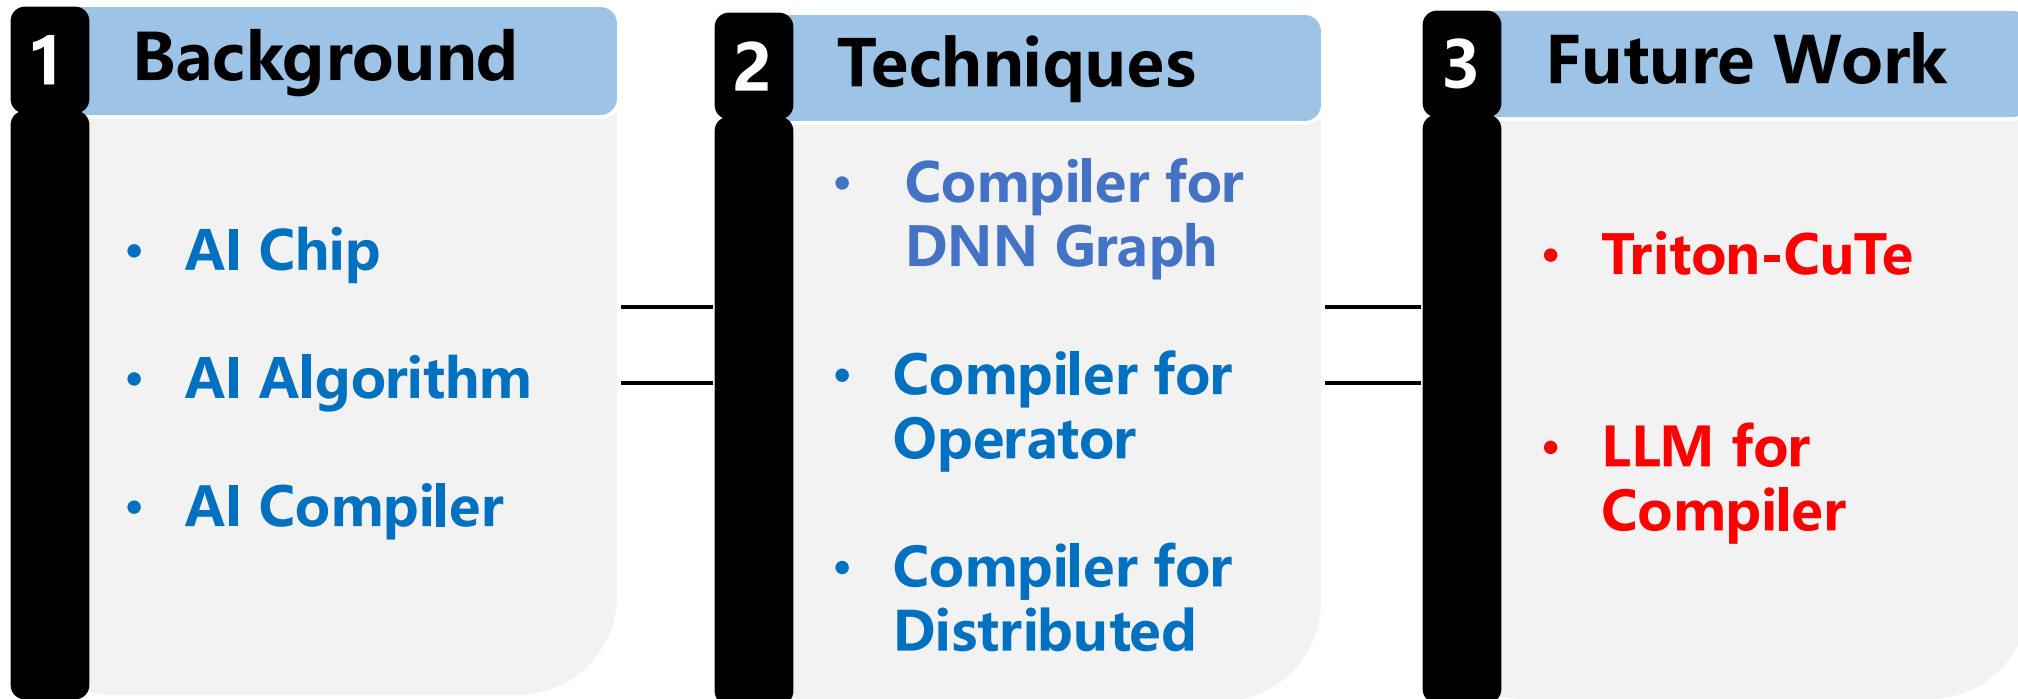 1 Background
• AI Chip
• AI Algorithm
• AI Compiler
2 Techniques
• Compiler for
DNN Graph
• Compiler for
Operator
• Compiler for
Distributed
3 Future Work
• Triton-CuTe
• LLM for
Compiler